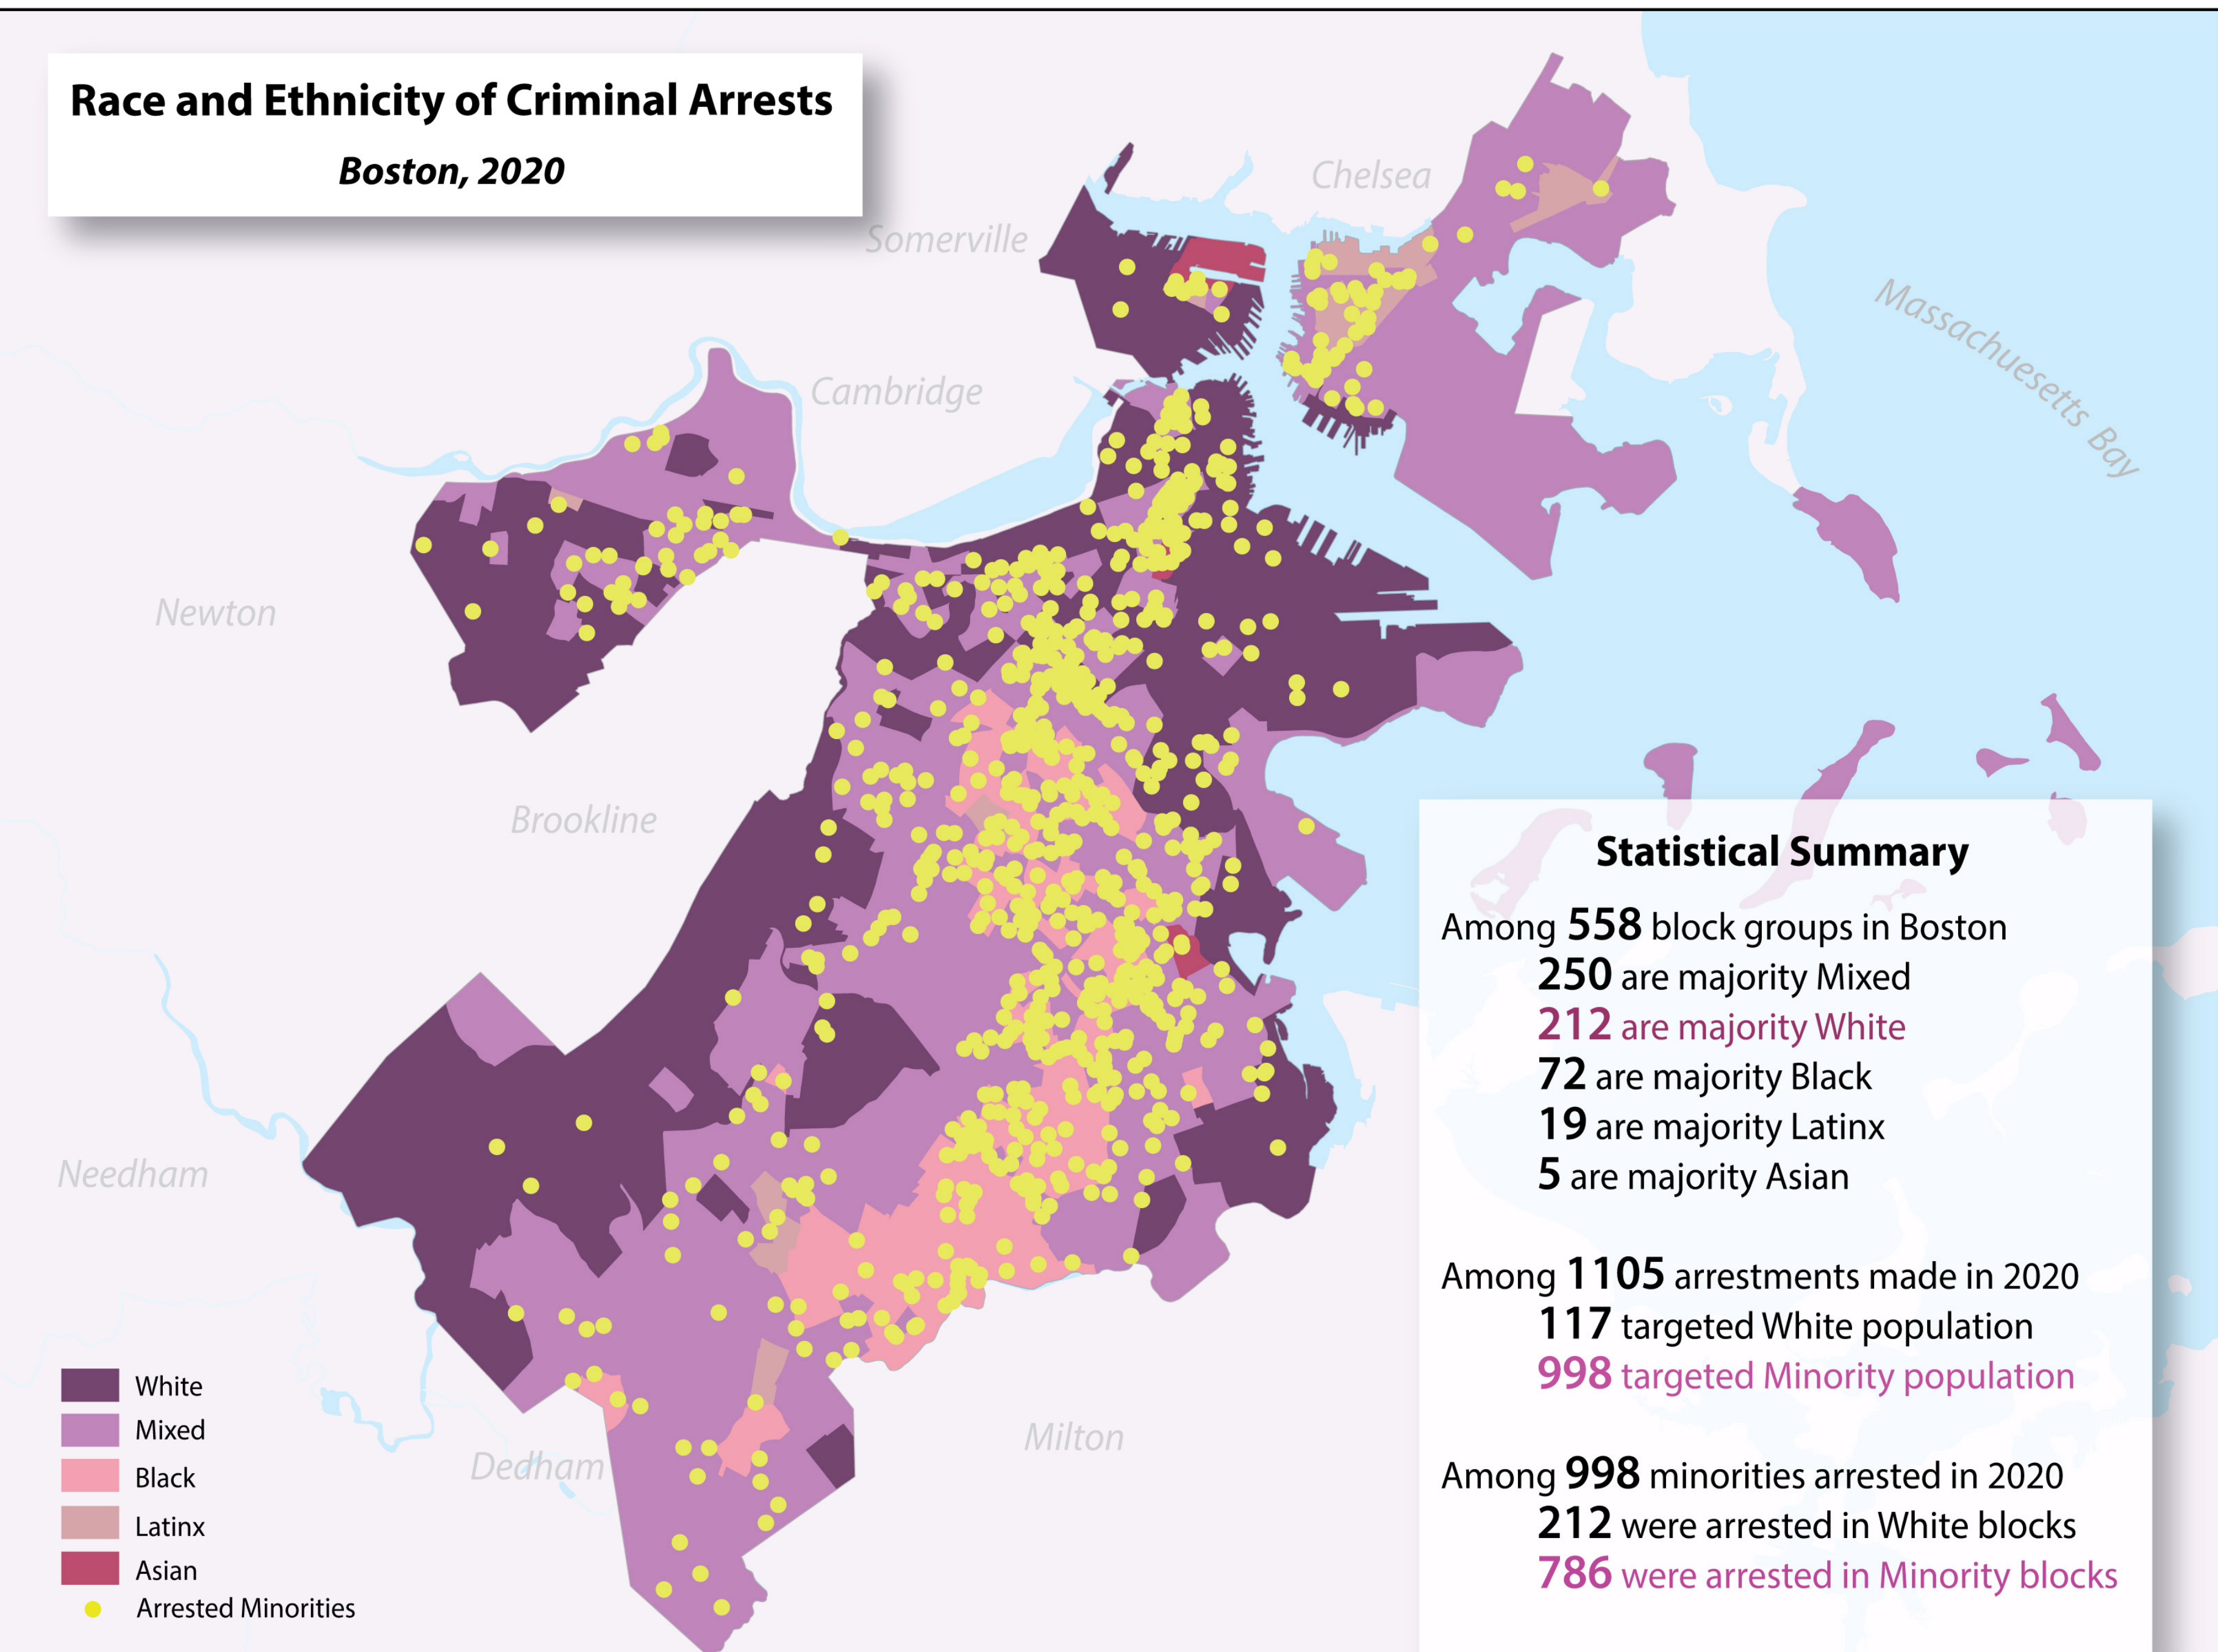 Race and Ethnicity of Criminal Arrests
Boston, 2020
Chelsea
Somerville
Cambridge
Massachuesetts Bay
Newton
Brookline
Needham
Dedham
Milton
White
Mixed
Black
Latinx
Asian
Arrested Minorities
Statistical Summary
Among 558 block groups in Boston
250 are majority Mixed
212 are majority White
72 are majority Black
19 are majority Latinx
5 are majority Asian
Among 1105 arrestments made in 2020
117 targeted White population
998 targeted Minority population
Among 998 minorities arrested in 2020
212 were arrested in White blocks
786 were arrested in Minority blocks